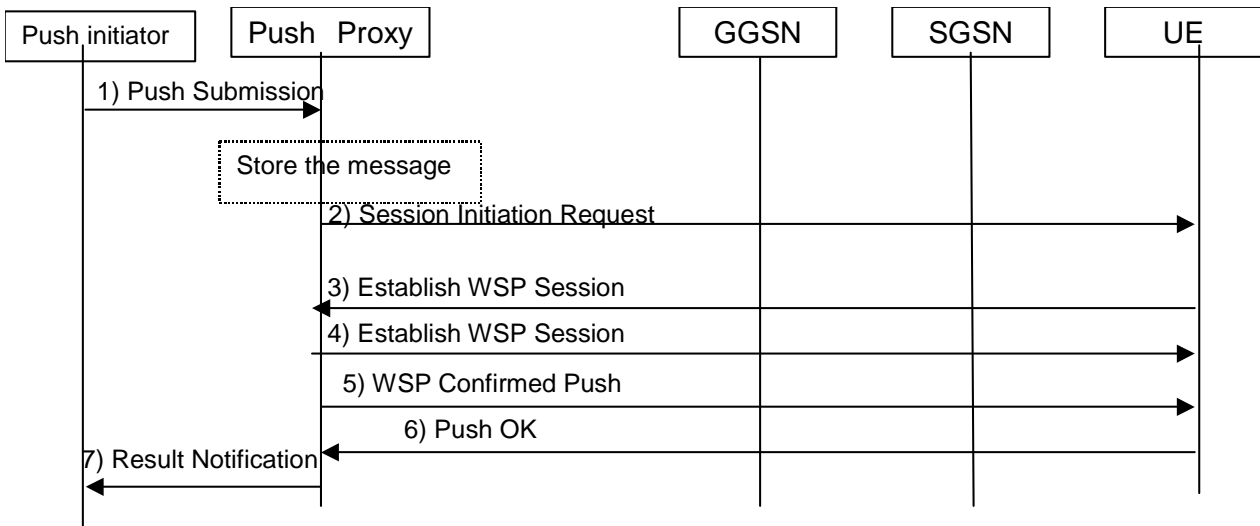 Push initiator
Push Proxy
GGSN
SGSN
UE
1) Push Submission
Store the message
2) Session Initiation Request
3) Establish WSP Session
4) Establish WSP Session
5) WSP Confirmed Push
6) Push OK
7) Result Notification